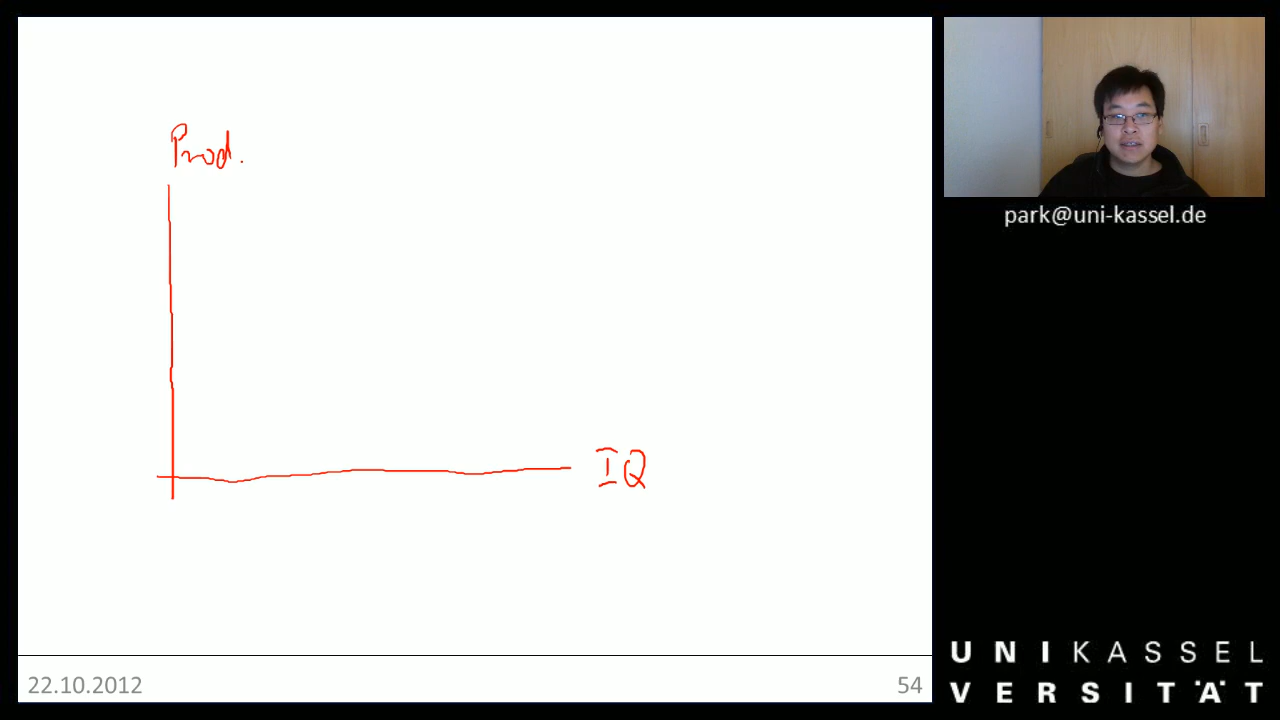 Prod.
IQ
22.10.2012
54
park@uni-kassel.de
UNIKASSEL
VERSITÄT